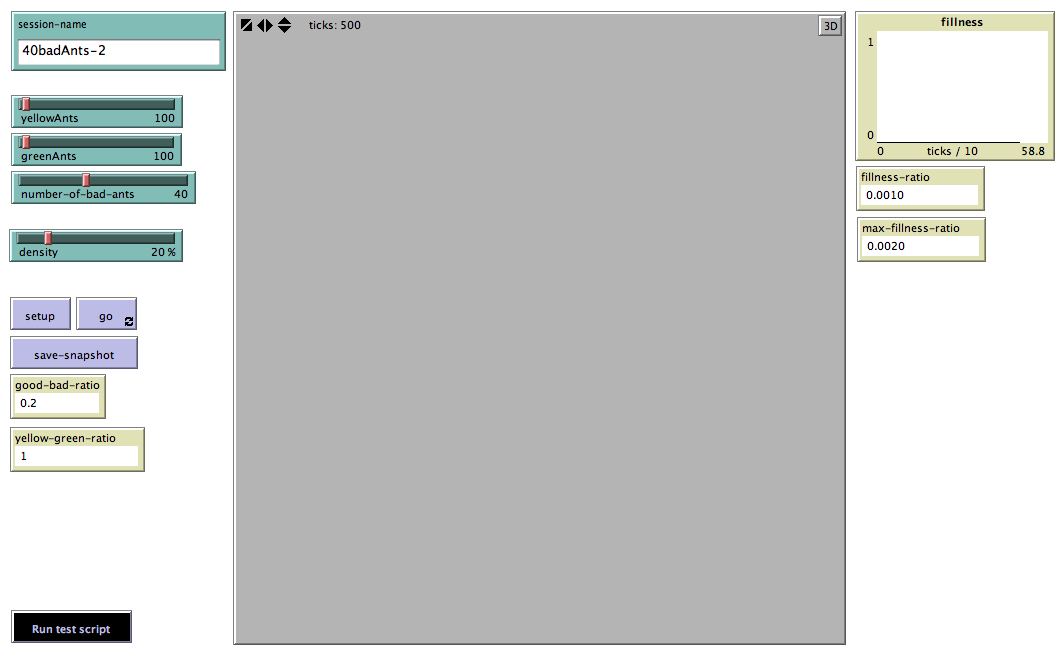 session-name
40badAnts-2
yellowAnts 100
greenAnts 100
number-of-bad-ants 40
density 20 %
setup go
save-snapshot
good-bad-ratio
0.2
yellow-green-ratio
1
Run test script
ticks: 500
3D
fillness
1
0
0 ticks / 10 58.8
fillness-ratio
0.0010
max-fillness-ratio
0.0020